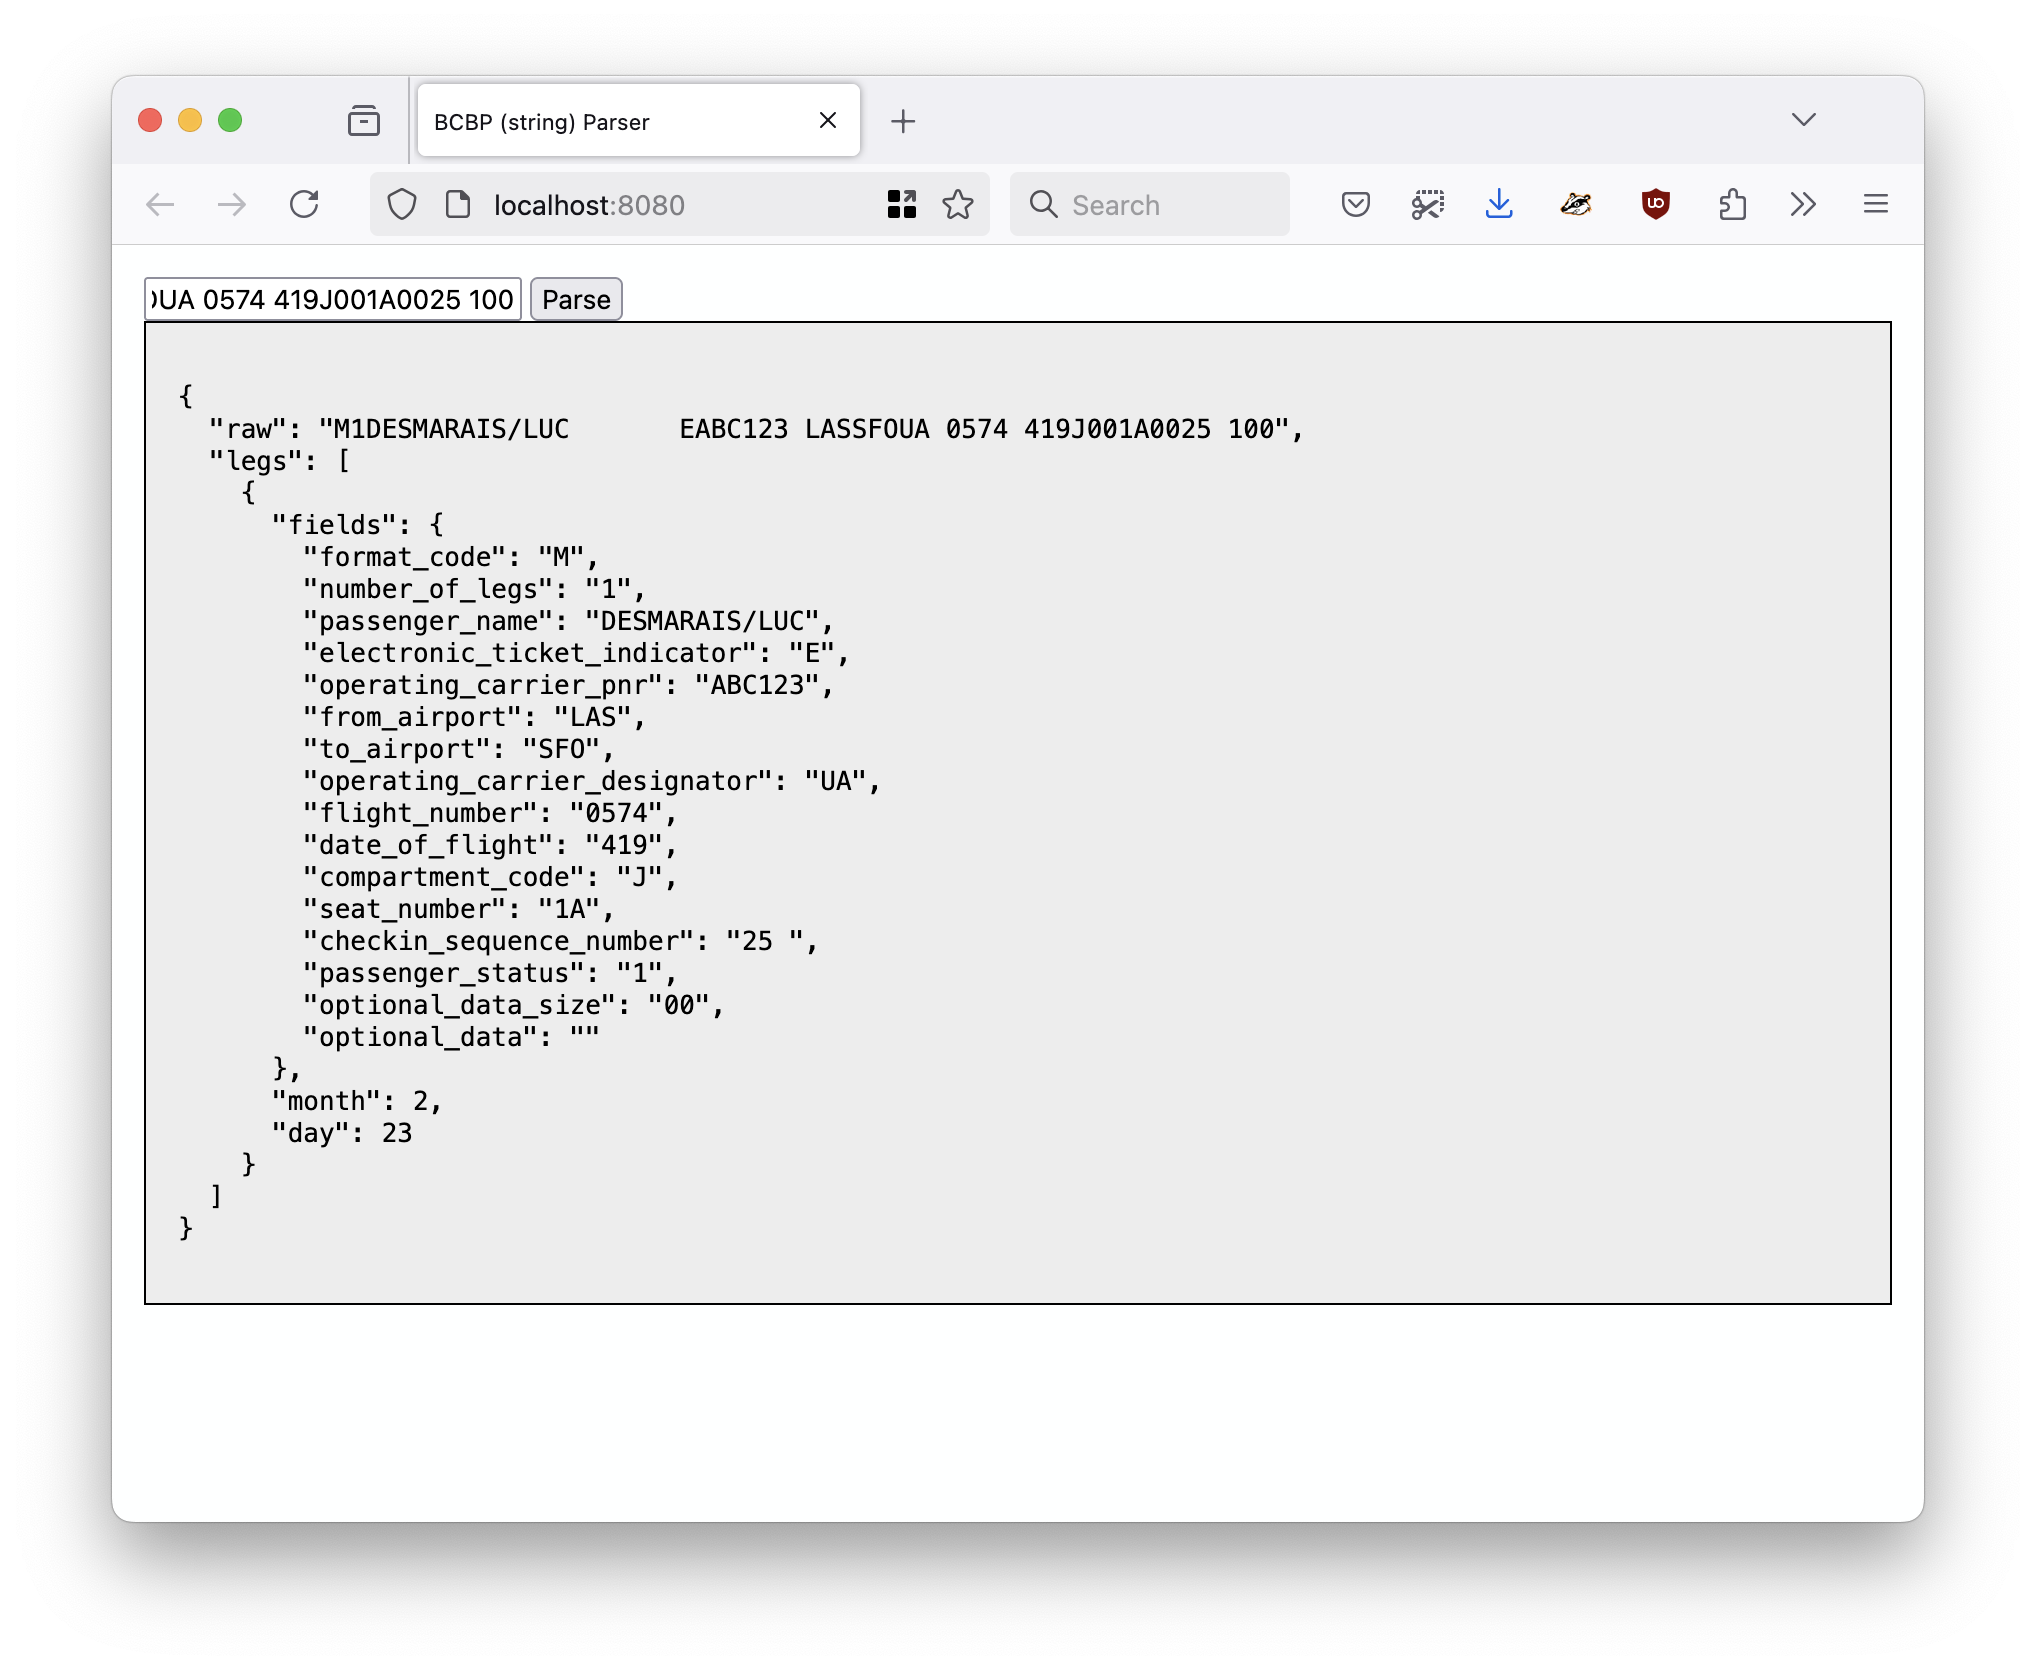 BCBP (string) Parser
localhost:8080
Search
UA 0574 419J001A0025 100
Parse
{
  "raw": "M1DESMARAIS/LUC       EABC123 LASSFOUA 0574 419J001A0025 100",
  "legs": [
    {
      "fields": {
        "format_code": "M",
        "number_of_legs": "1",
        "passenger_name": "DESMARAIS/LUC",
        "electronic_ticket_indicator": "E",
        "operating_carrier_pnr": "ABC123",
        "from_airport": "LAS",
        "to_airport": "SFO",
        "operating_carrier_designator": "UA",
        "flight_number": "0574",
        "date_of_flight": "419",
        "compartment_code": "J",
        "seat_number": "1A",
        "checkin_sequence_number": "25 ",
        "passenger_status": "1",
        "optional_data_size": "00",
        "optional_data": ""
      },
      "month": 2,
      "day": 23
    }
  ]
}